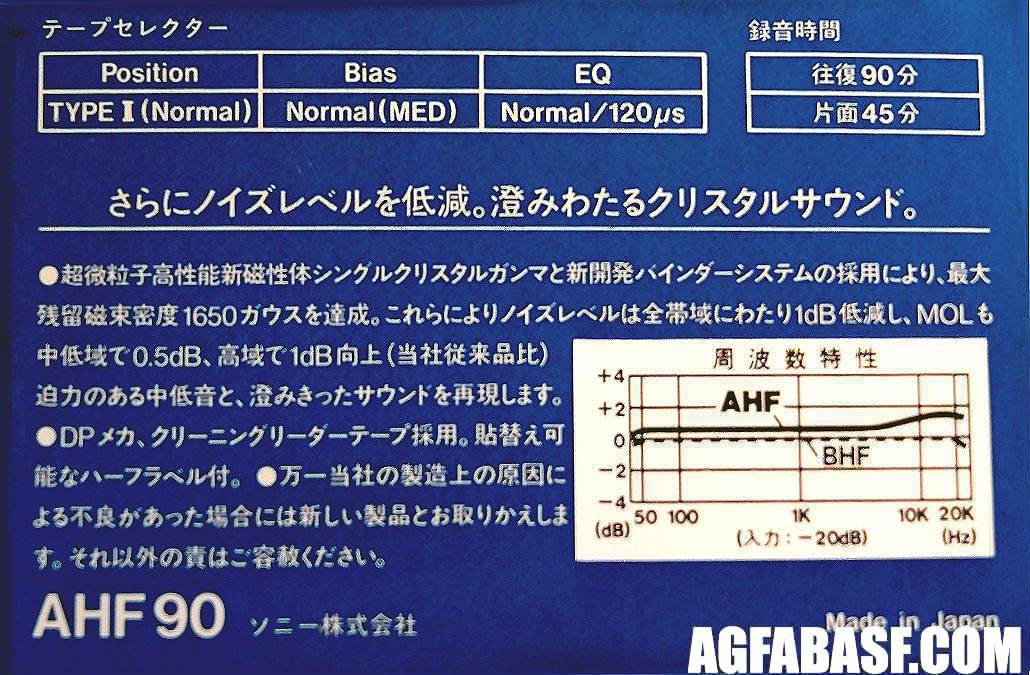 テープセレクター
録音時間
Position Bias EQ
TYPE I (Normal) Normal(MED) Normal/120μs
往復90分
片面45分
さらにノイズレベルを低減。澄みわたるクリスタルサウンド。
●超微粒子高性能新磁性体シングルクリスタルガンマと新開発バインダーシステムの採用により、最大
残留磁束密度1650ガウスを達成。これらによりノイズレベルは全帯域にわたり1dB低減し、MOLも
中低域で0.5dB、高域で1dB向上(当社従来品比)
迫力のある中低音と、澄みきったサウンドを再現します。
●DPメカ、クリーニングリーダーテープ採用。貼替え可
能なハーフラベル付。●万一当社の製造上の原因に
よる不良があった場合には新しい製品とお取りかえしま
す。それ以外の責はご容赦ください。
周波数特性
+4
+2
0
−2
−4
AHF
BHF
(dB) 50 100 1K 10K 20K
(入力:−20dB) (Hz)
AHF90 ソニー株式会社
Made in Japan
AGFABASF.COM